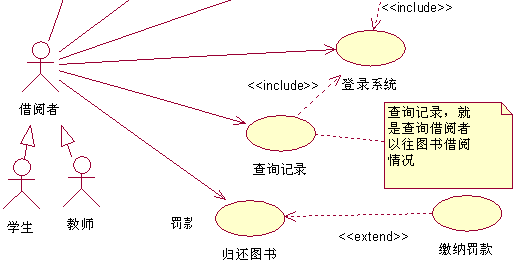 <<include>>
登录系统
<<include>>
借阅者
查询记录，就
是查询借阅者
以往图书借阅
情况
查询记录
学生
教师
罚款
<<extend>>
归还图书
缴纳罚款